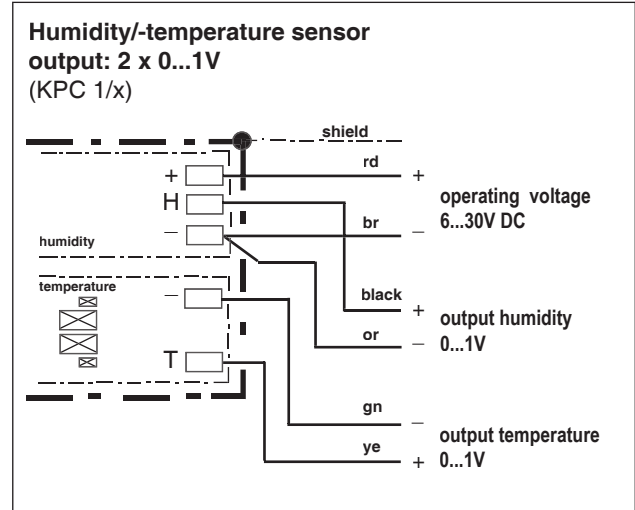 Humidity/-temperature sensor
output: 2 x 0...1V
(KPC 1/x)
shield
rd
+ +
operating voltage
H
6...30V DC
br
– –
humidity
temperature
black
– +
output humidity
or
– 0...1V
T
gn
–
output temperature
ye
+ 0...1V